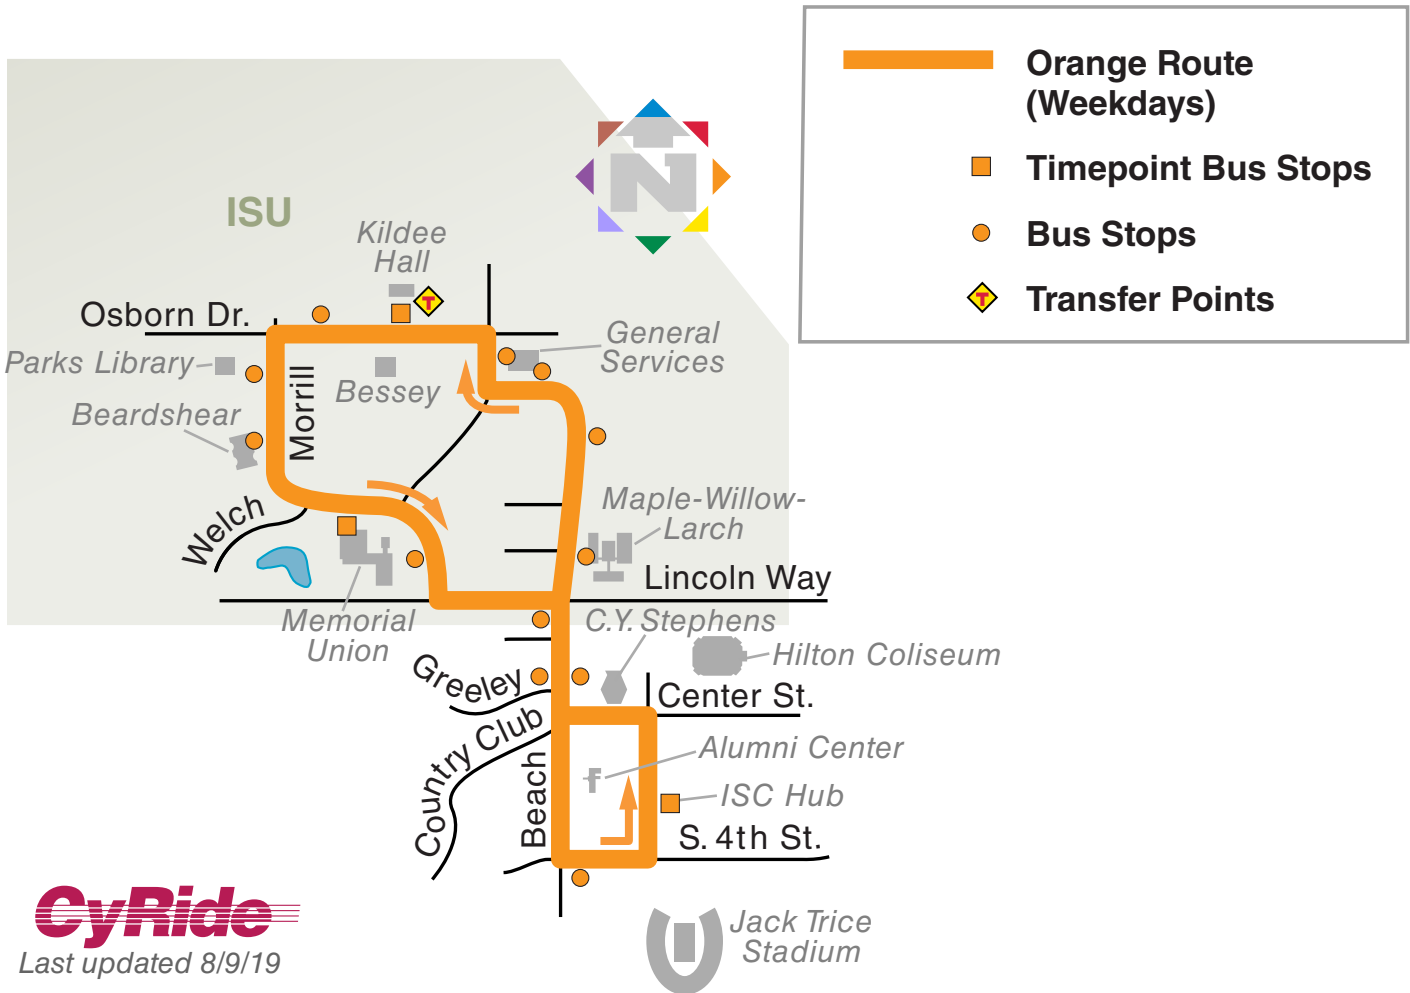 Orange Route
(Weekdays)
Timepoint Bus Stops
Bus Stops
T
Transfer Points
N
ISU
Kildee
Hall
T
Osborn Dr.
General
Services
Parks Library
Bessey
Morrill
Beardshear
Welch
Maple-Willow-
Larch
Lincoln Way
Memorial
Union
C.Y. Stephens
Hilton Coliseum
Greeley
Center St.
Country Club
Alumni Center
Beach
ISC Hub
S. 4th St.
Jack Trice
Stadium
CyRide
Last updated 8/9/19